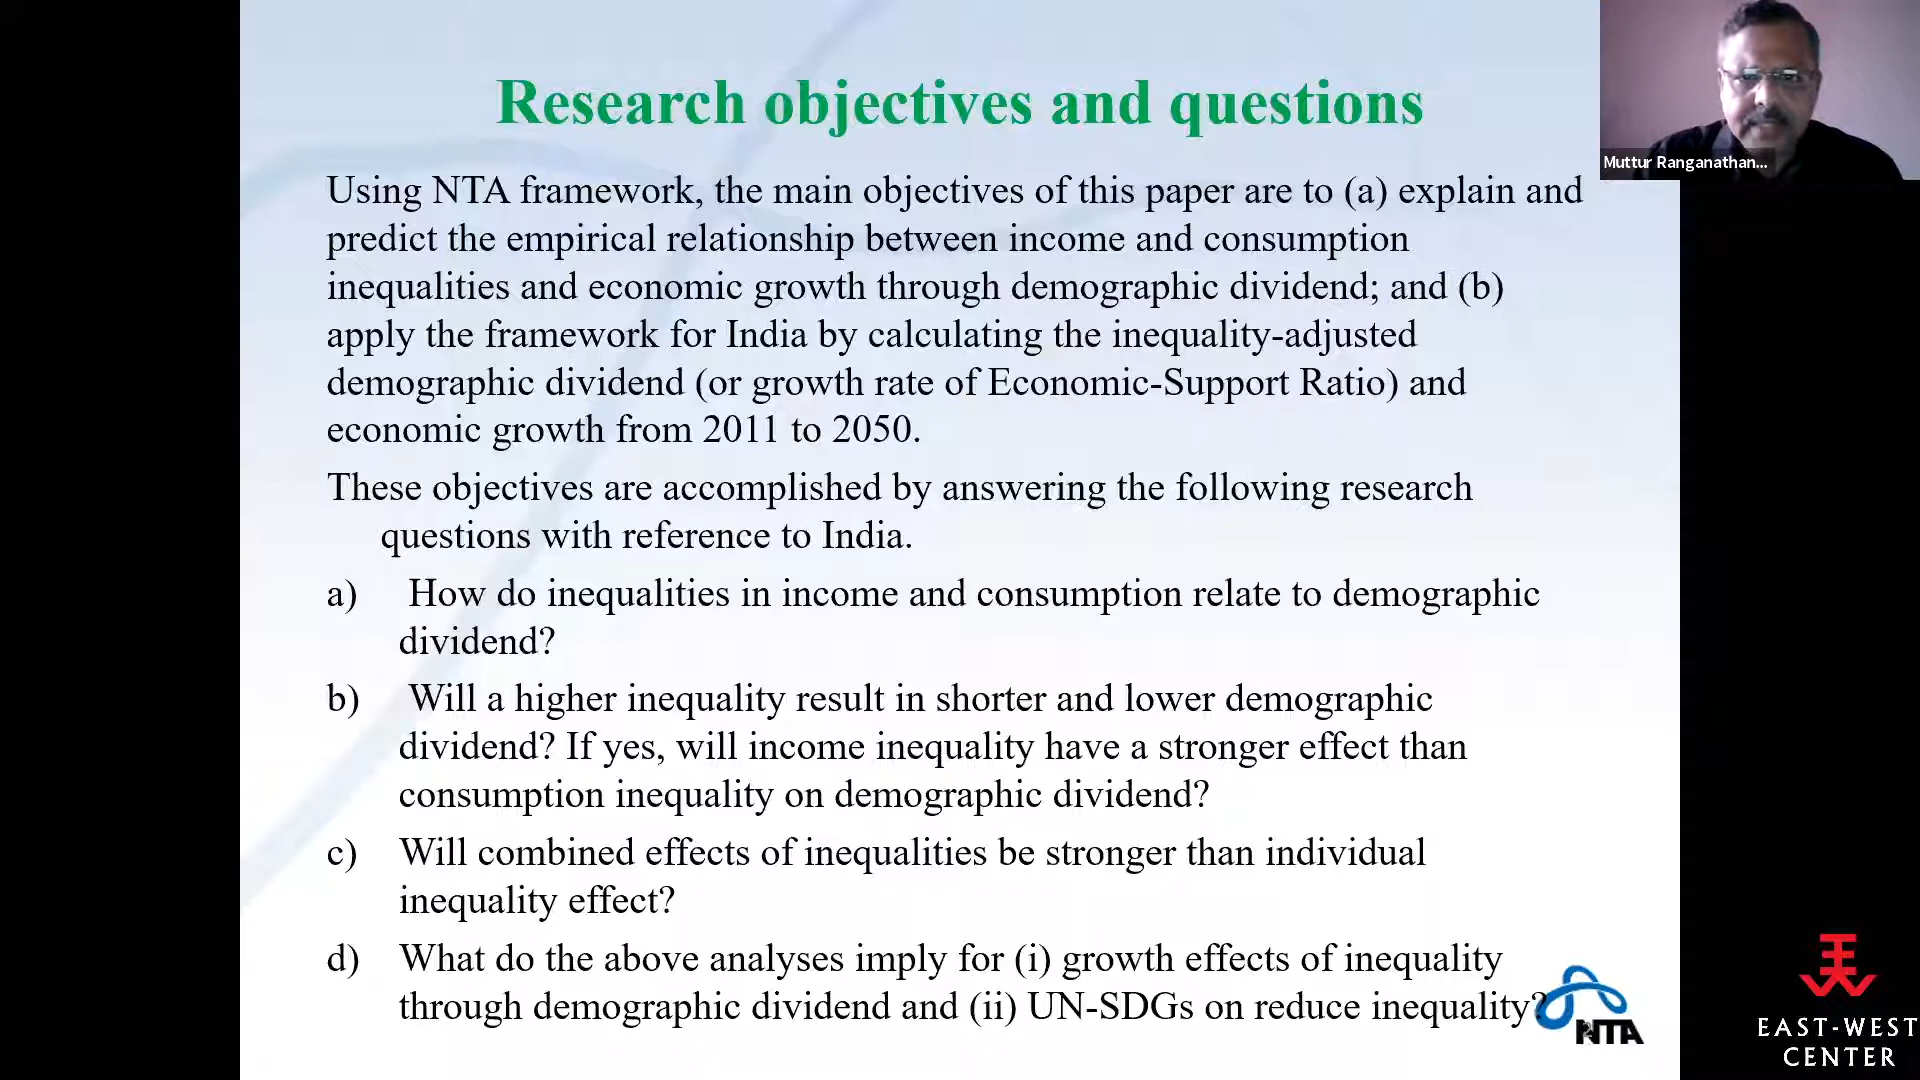 Research objectives and questions
Muttur Ranganathan...
Using NTA framework, the main objectives of this paper are to (a) explain and
predict the empirical relationship between income and consumption
inequalities and economic growth through demographic dividend; and (b)
apply the framework for India by calculating the inequality-adjusted
demographic dividend (or growth rate of Economic-Support Ratio) and
economic growth from 2011 to 2050.
These objectives are accomplished by answering the following research
questions with reference to India.
a) How do inequalities in income and consumption relate to demographic
dividend?
b) Will a higher inequality result in shorter and lower demographic
dividend? If yes, will income inequality have a stronger effect than
consumption inequality on demographic dividend?
c) Will combined effects of inequalities be stronger than individual
inequality effect?
d) What do the above analyses imply for (i) growth effects of inequality
through demographic dividend and (ii) UN-SDGs on reduce inequality?
NTA
EAST-WEST
CENTER